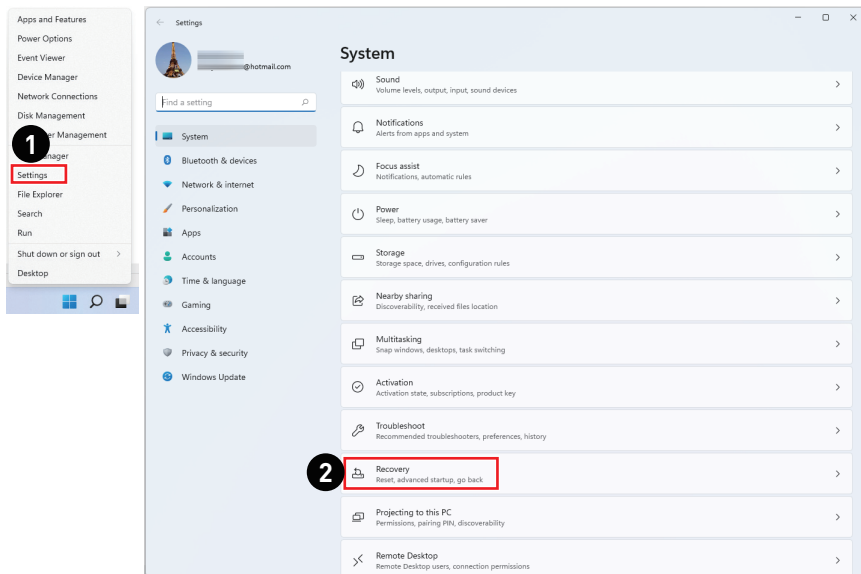 Apps and Features
Power Options
Event Viewer
Device Manager
Network Connections
Disk Management
Management
1
Settings
File Explorer
Search
Run
Shut down or sign out
Desktop
Settings
@hotmail.com
Find a setting
System
Bluetooth & devices
Network & internet
Personalization
Apps
Accounts
Time & language
Gaming
Accessibility
Privacy & security
Windows Update
System
Sound
Volume levels, output, input, sound devices
Notifications
Alerts from apps and system
Focus assist
Notifications, automatic rules
Power
Sleep, battery usage, battery saver
Storage
Storage space, drives, configuration rules
Nearby sharing
Discoverability, received files location
Multitasking
Snap windows, desktops, task switching
Activation
Activation state, subscriptions, product key
Troubleshoot
Recommended troubleshooters, preferences, history
2
Recovery
Reset, advanced startup, go back
Projecting to this PC
Permissions, pairing PIN, discoverability
Remote Desktop
Remote Desktop users, connection permissions